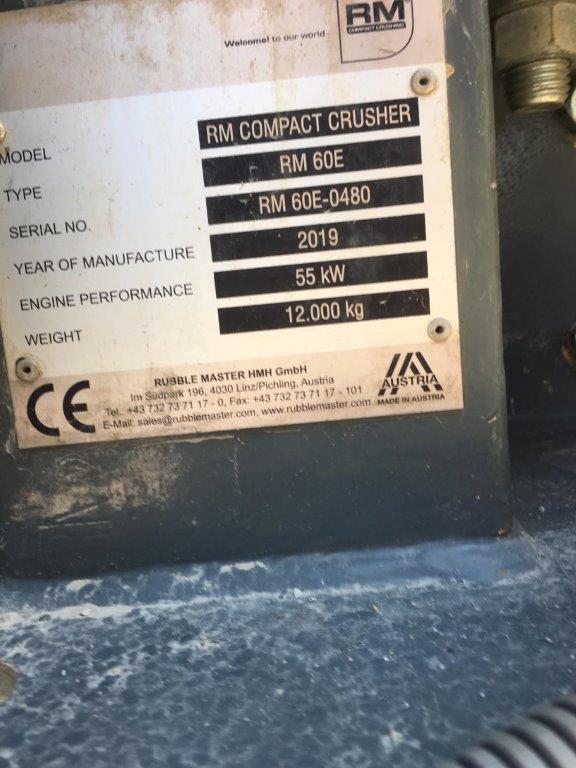 Welcome! to our world
RM
COMPACT CRUSHING
MODEL RM COMPACT CRUSHER
TYPE RM 60E
SERIAL NO. RM 60E-0480
YEAR OF MANUFACTURE 2019
ENGINE PERFORMANCE 55 kW
WEIGHT 12.000 kg
CE
RUBBLE MASTER HMH GmbH
Im Südpark 196, 4030 Linz/Pichling, Austria
Tel.: +43 732 73 71 17 - 0, Fax: +43 732 73 71 17 - 101
E-Mail: sales@rubblemaster.com, www.rubblemaster.com
AUSTRIA
MADE IN AUSTRIA